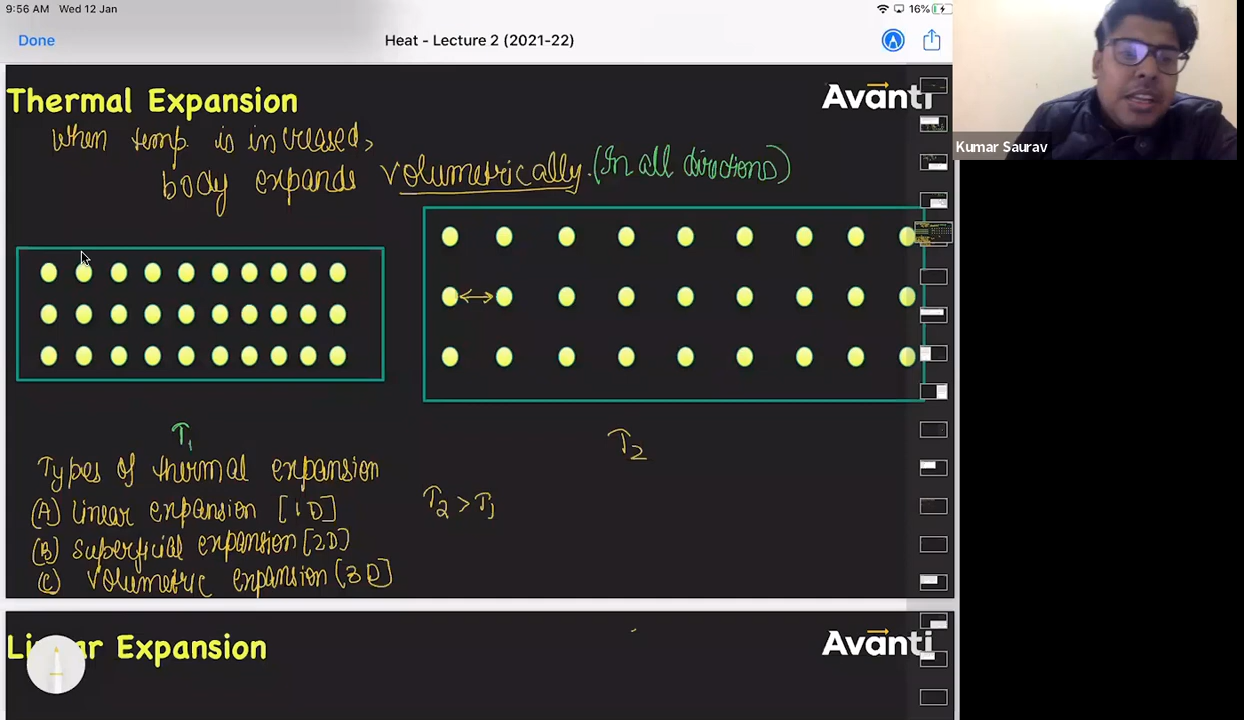 9:56 AM Wed 12 Jan
16%
Done
Heat - Lecture 2 (2021-22)
Thermal Expansion
Avanti
When temp. is increased,
body expands volumetrically. (In all directions)
Kumar Saurav
T1
T2
Types of thermal expansion
(A) linear expansion [1D]
T2 > T1
(B) Superficial expansion [2D]
(C) Volumetric expansion [3D]
Linear Expansion
Avanti